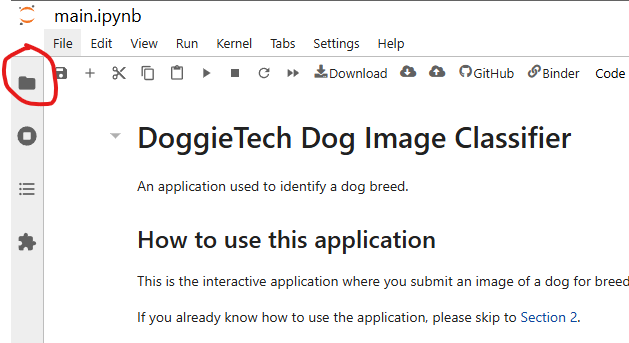 main.ipynb
File Edit View Run Kernel Tabs Settings Help
Download GitHub Binder Code
DoggieTech Dog Image Classifier
An application used to identify a dog breed.
How to use this application
This is the interactive application where you submit an image of a dog for breed
If you already know how to use the application, please skip to Section 2.